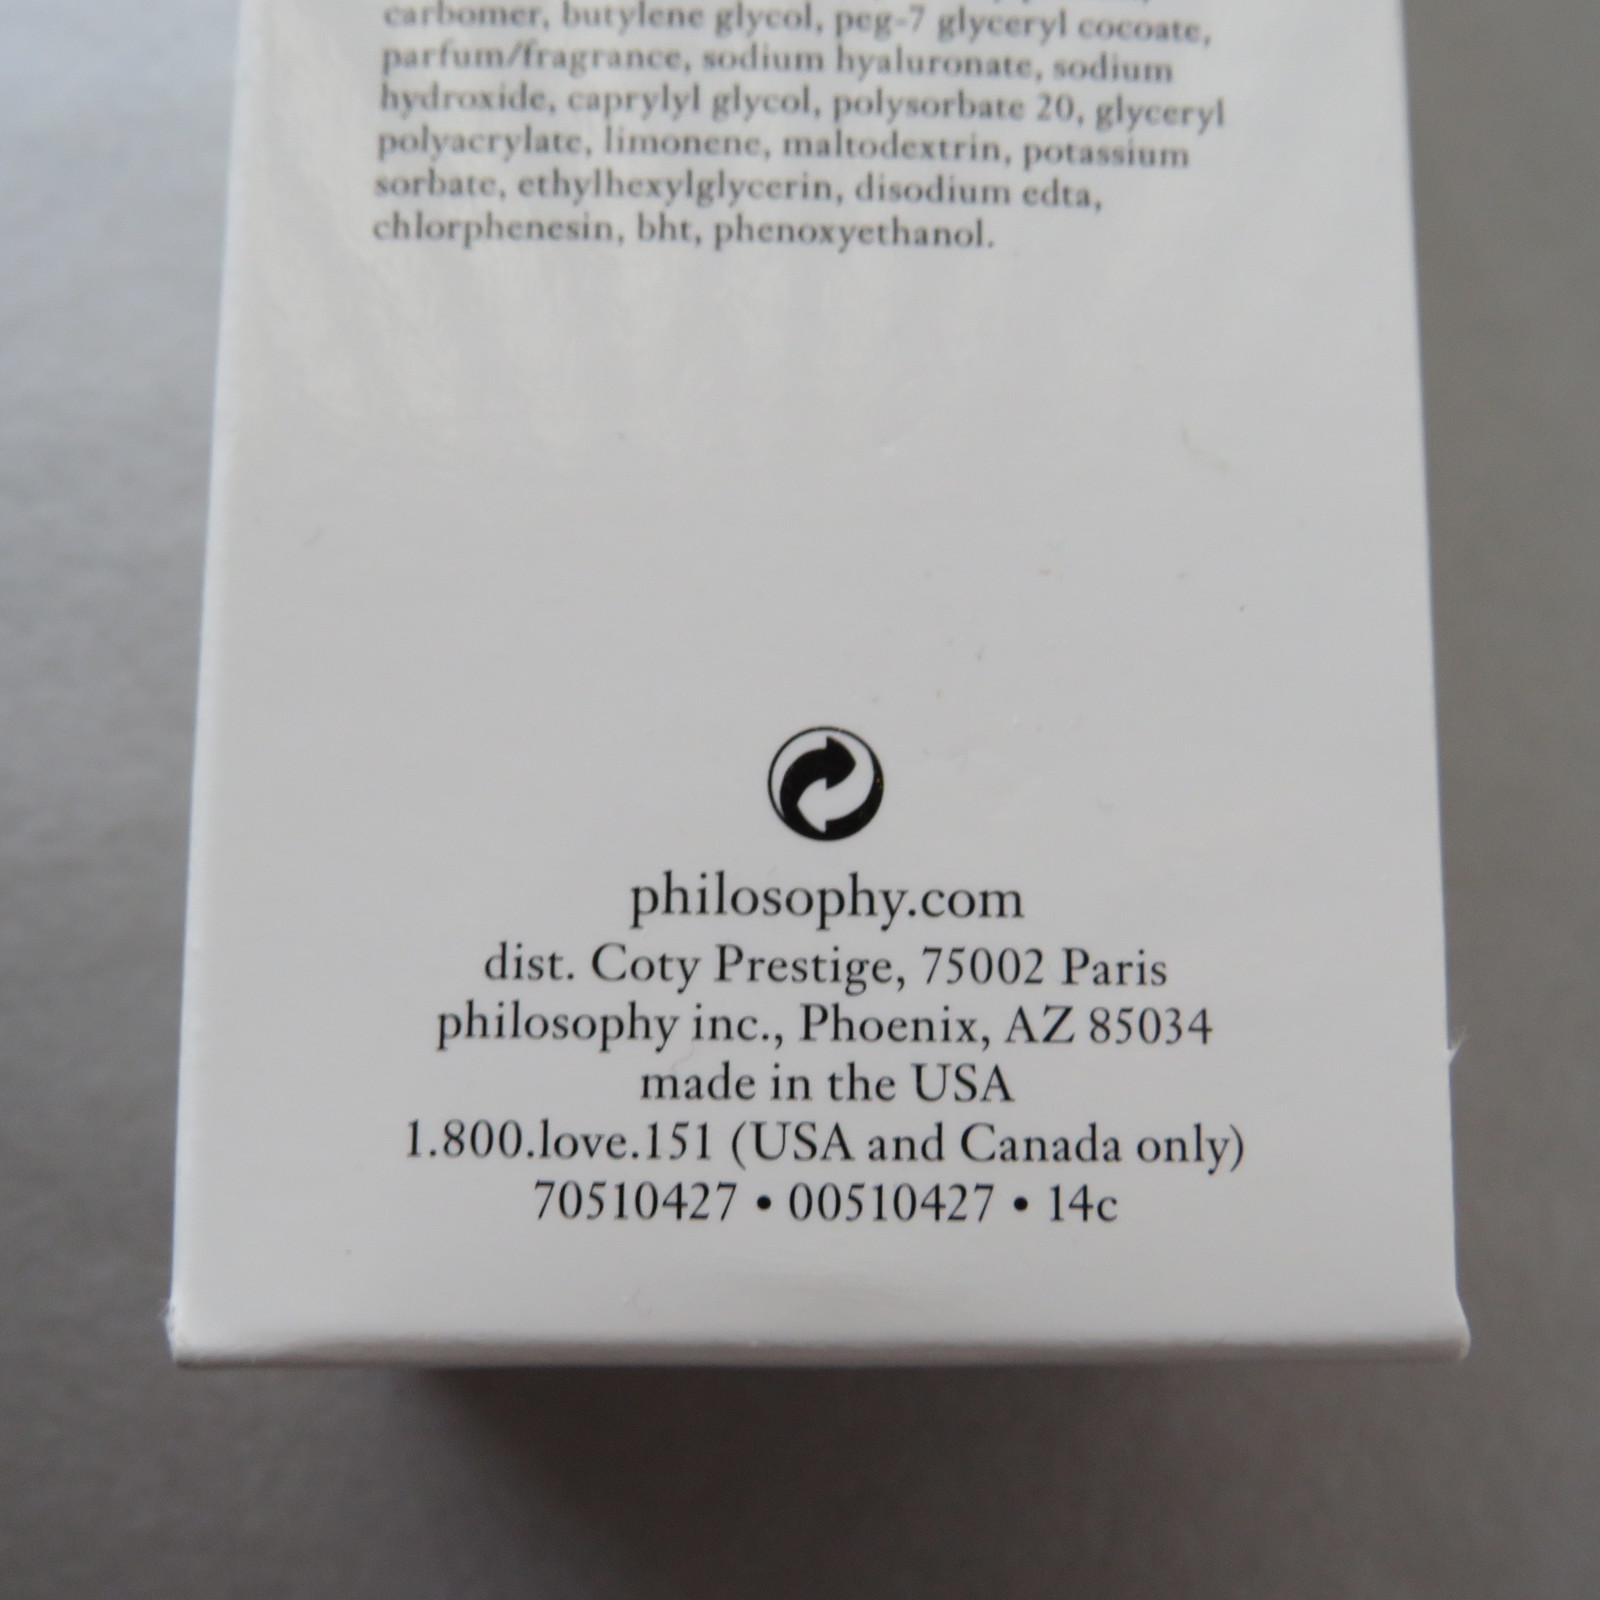 carbomer, butylene glycol, peg-7 glyceryl cocoate,
parfum/fragrance, sodium hyaluronate, sodium
hydroxide, caprylyl glycol, polysorbate 20, glyceryl
polyacrylate, limonene, maltodextrin, potassium
sorbate, ethylhexylglycerin, disodium edta,
chlorphenesin, bht, phenoxyethanol.
philosophy.com
dist. Coty Prestige, 75002 Paris
philosophy inc., Phoenix, AZ 85034
made in the USA
1.800.love.151 (USA and Canada only)
70510427 • 00510427 • 14c